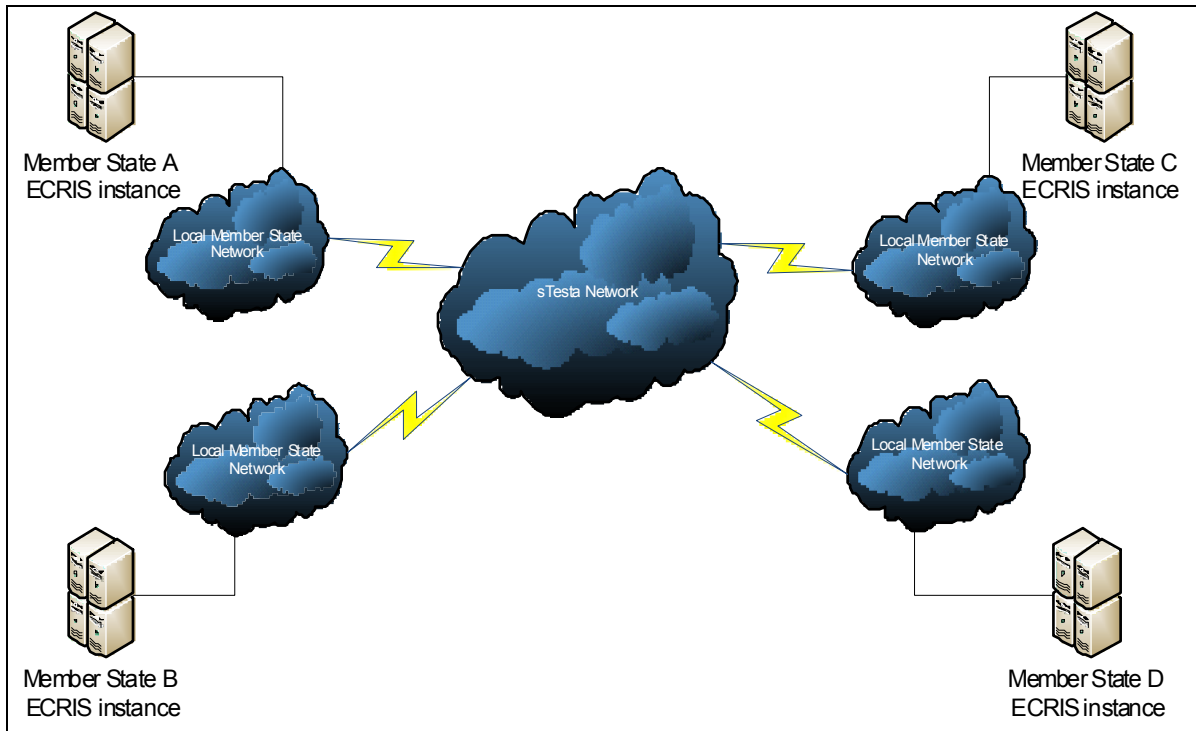 Member State A
ECRIS instance
Member State C
ECRIS instance
Local Member State
Network
Local Member State
Network
sTesta Network
Local Member State
Network
Local Member State
Network
Member State B
ECRIS instance
Member State D
ECRIS instance